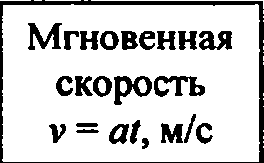 Мгновенная
скорость
v = at, м/с